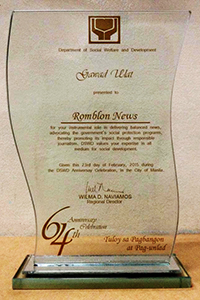 Department of Social Welfare and Development
Gawad Ulat
presented to
Romblon News
for your instrumental role in delivering balanced news,
advocating the government's social protection programs,
thereby promoting its impact through responsible
journalism. DSWD values your expertise in all
medium for social development.
Given this 23rd day of February, 2015 during
the DSWD Anniversary Celebration, in the City of Manila.
WILMA D. NAVIAMOS
Regional Director
64th
Anniversary
Celebration
Tuloy sa Pagbangon
at Pag-unlad